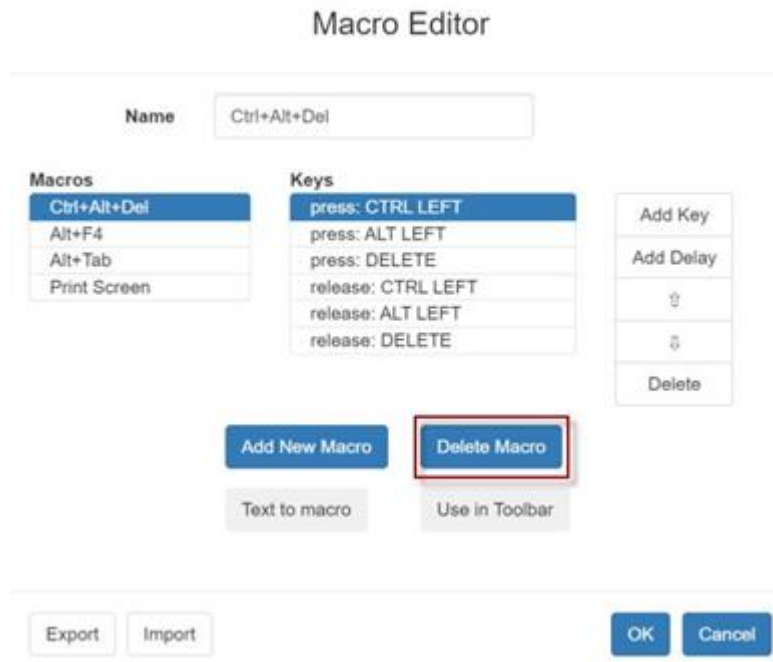 Macro Editor
Name
Ctrl+Alt+Del
Macros
Ctrl+Alt+Del
Alt+F4
Alt+Tab
Print Screen
Keys
press: CTRL LEFT
press: ALT LEFT
press: DELETE
release: CTRL LEFT
release: ALT LEFT
release: DELETE
Add Key
Add Delay
⇧
⇩
Delete
Add New Macro
Delete Macro
Text to macro
Use in Toolbar
Export
Import
OK
Cancel